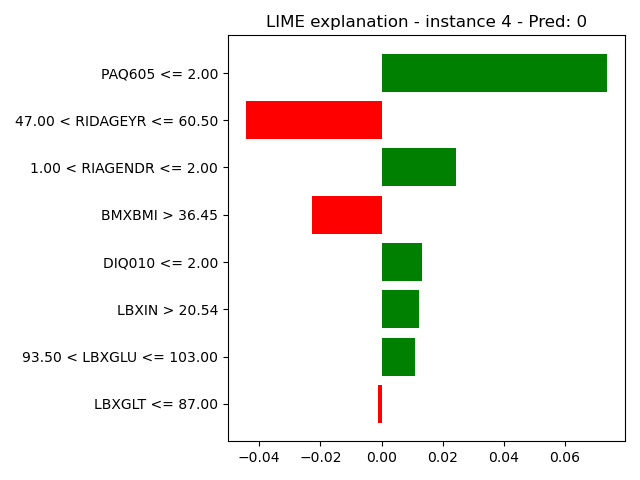 LIME explanation - instance 4 - Pred: 0
PAQ605 <= 2.00
47.00 < RIDAGEYR <= 60.50
1.00 < RIAGENDR <= 2.00
BMXBMI > 36.45
DIQ010 <= 2.00
LBXIN > 20.54
93.50 < LBXGLU <= 103.00
LBXGLT <= 87.00
−0.04 −0.02 0.00 0.02 0.04 0.06